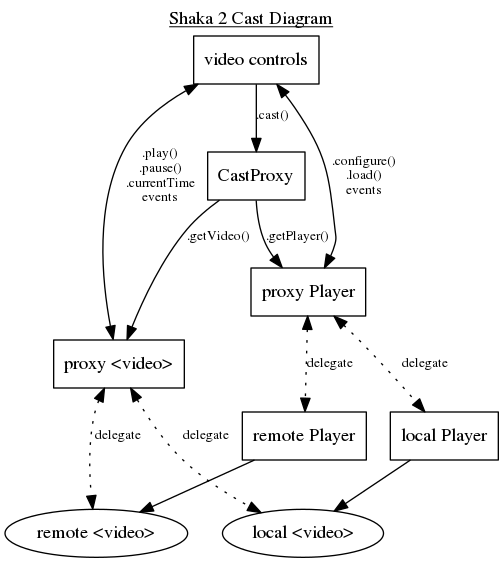 Shaka 2 Cast Diagram
video controls
.cast()
.play()
.pause()
.currentTime
events
.configure()
.load()
events
CastProxy
.getVideo()
.getPlayer()
proxy Player
proxy <video>
delegate
delegate
remote Player
local Player
delegate
delegate
remote <video>
local <video>